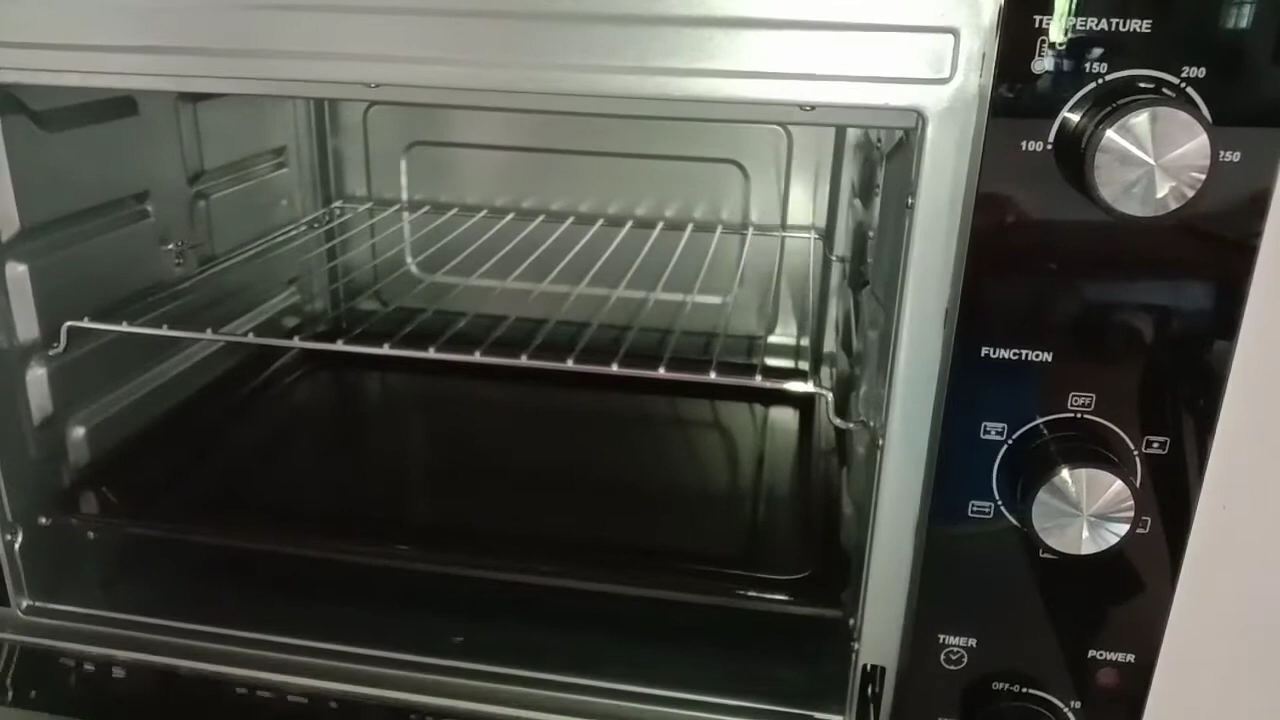 TEMPERATURE
150
200
100
250
FUNCTION
OFF
TIMER
POWER
OFF-0
10